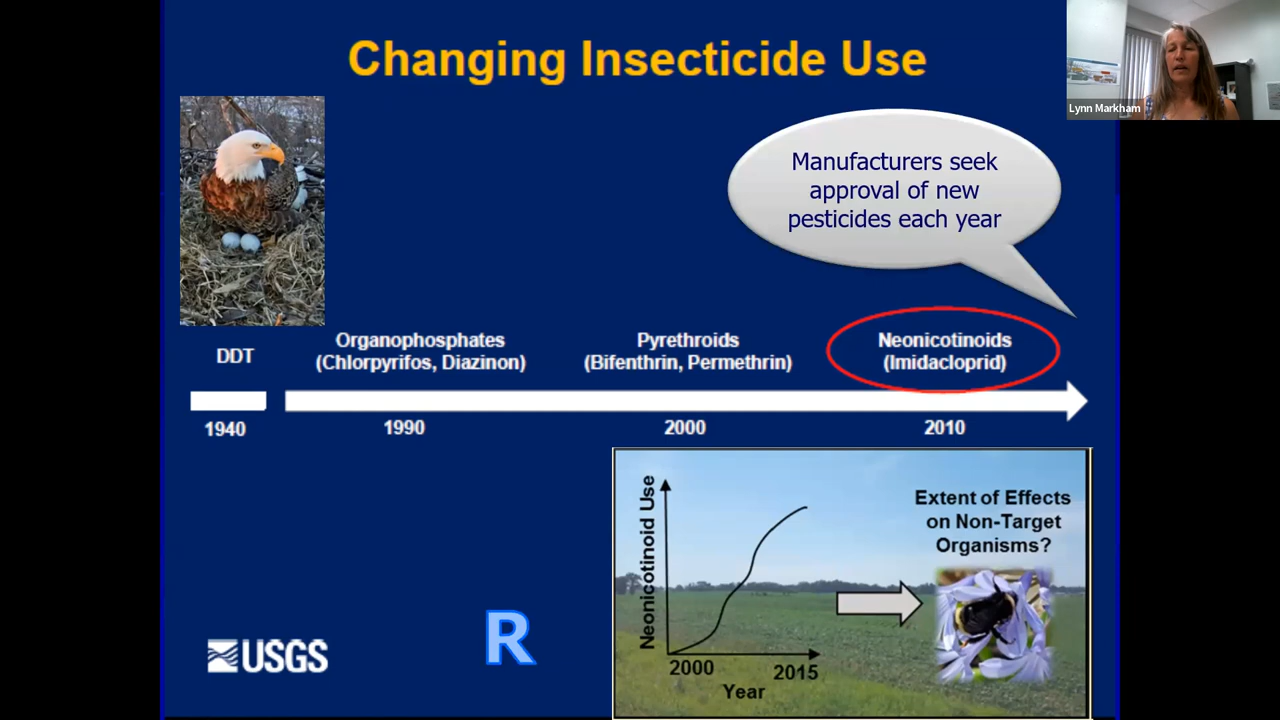 Changing Insecticide Use
Lynn Markham
Manufacturers seek
approval of new
pesticides each year
DDT
Organophosphates
(Chlorpyrifos, Diazinon)
Pyrethroids
(Bifenthrin, Permethrin)
Neonicotinoids
(Imidacloprid)
1940
1990
2000
2010
Neonicotinoid Use
2000
2015
Year
Extent of Effects
on Non-Target
Organisms?
USGS
R